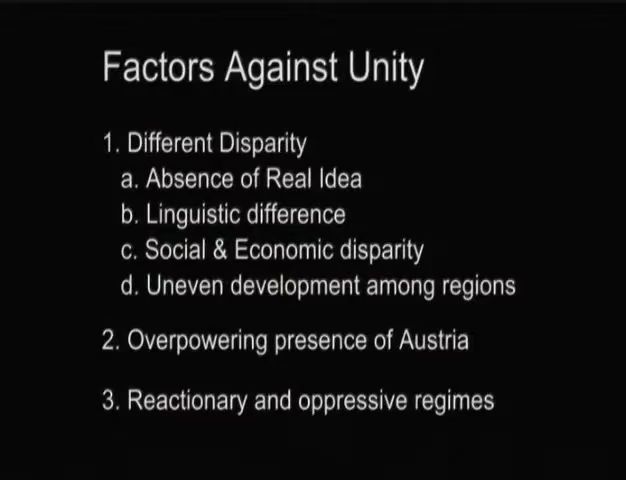 Factors Against Unity
1. Different Disparity
a. Absence of Real Idea
b. Linguistic difference
c. Social & Economic disparity
d. Uneven development among regions
2. Overpowering presence of Austria
3. Reactionary and oppressive regimes